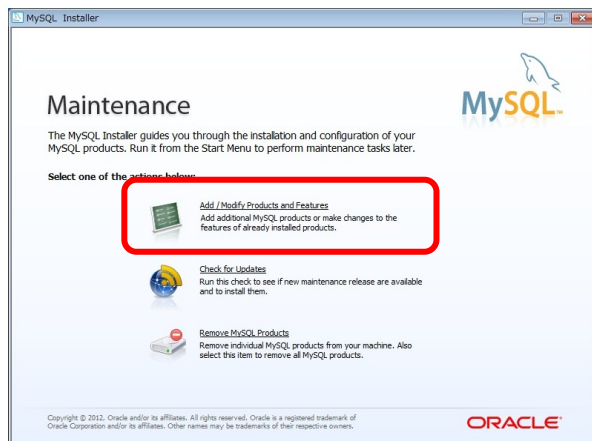 MySQL Installer
MySQL™
Maintenance
The MySQL Installer guides you through the installation and configuration of your
MySQL products. Run it from the Start Menu to perform maintenance tasks later.
Select one of the actions below:
Add / Modify Products and Features
Add additional MySQL products or make changes to the
features of already installed products.
Check for Updates
Run this check to see if new maintenance release are available
and to install them.
Remove MySQL Products
Remove individual MySQL products from your machine. Also
select this item to remove all MySQL products.
Copyright © 2012, Oracle and/or its affiliates. All rights reserved. Oracle is a registered trademark of
Oracle Corporation and/or its affiliates. Other names may be trademarks of their respective owners.
ORACLE